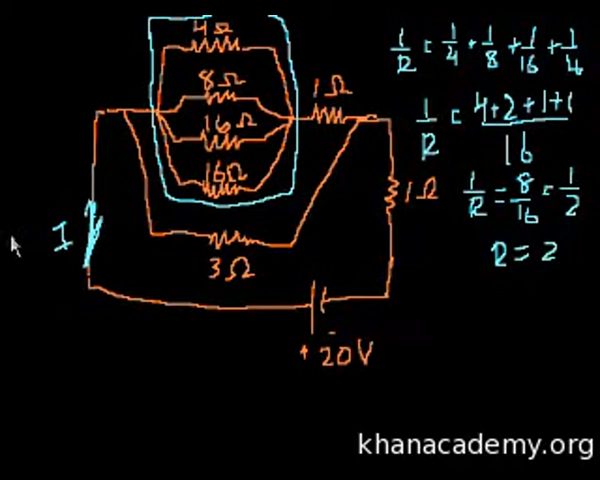 4Ω
8Ω
16Ω
16Ω
1Ω
3Ω
1Ω
I
+ -
20V
1/R = 1/4 + 1/8 + 1/16 + 1/4
1/R = 4+2+1+1/16
1/R = 8/16 = 1/2
R = 2
khanacademy.org